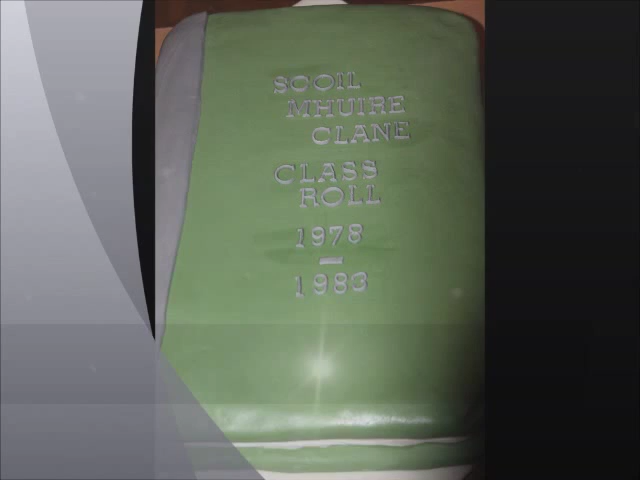 SCOIL
MHUIRE
CLANE
CLASS
ROLL
1978
—
1983